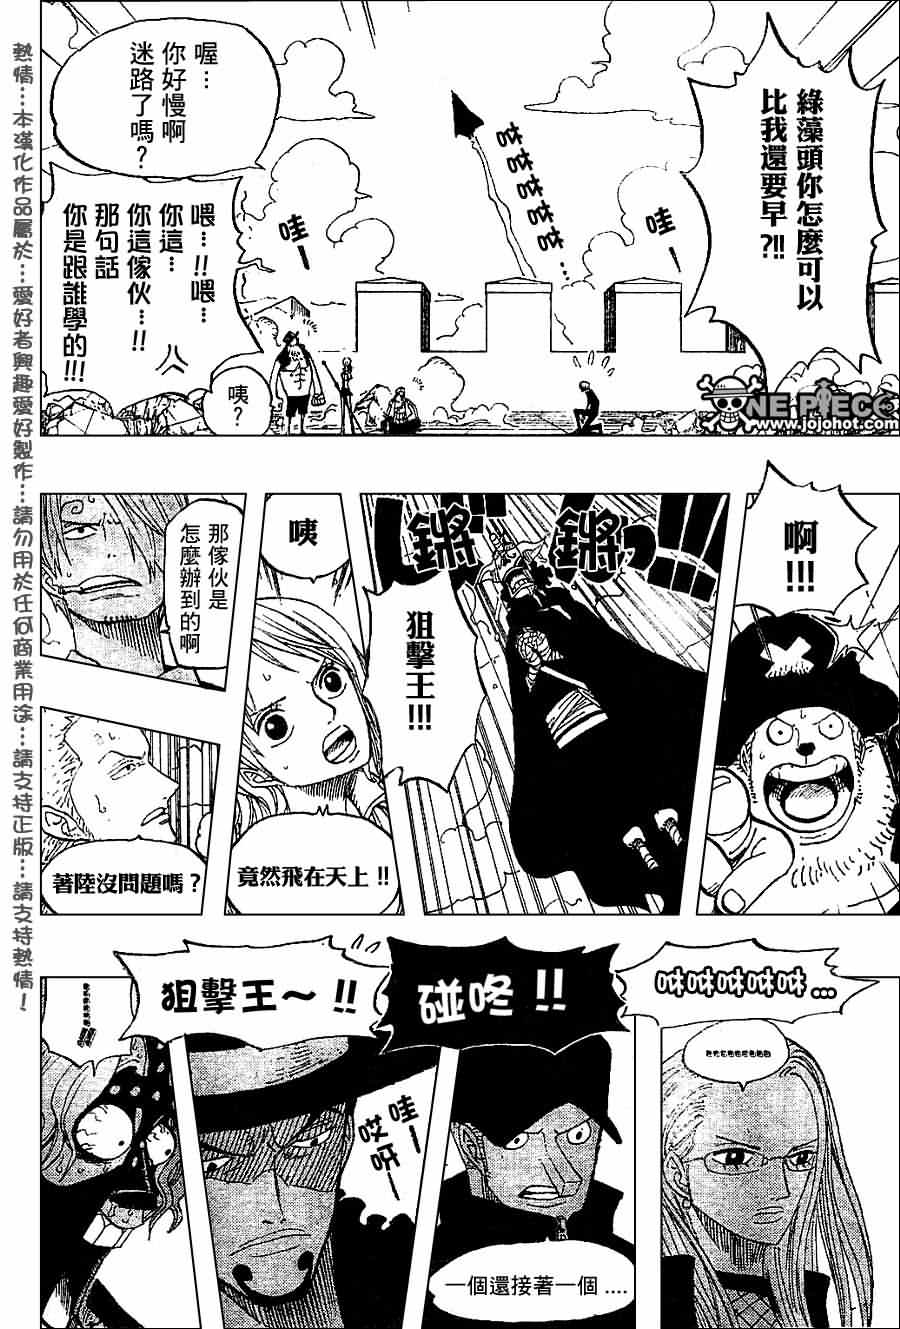 綠藻頭你怎麼可以
比我還要早?!!
哇—
咇咇咇咇咇…
哇—
喔…
你好慢啊
迷路了嗎?
喂…!!喂…
你這…
你這傢伙…!!
那句話
你是跟誰學的!!!
咦?
ONE PIECE
www.jojohot.com
啊!!!
鏘 鏘
狙擊王!!!
咦
竟然飛在天上!!
那傢伙是
怎麼辦到的啊
著陸沒問題嗎?
咻咻咻咻咻…
碰咚!!
一個還接著一個....
狙擊王～!!
哇—
哎呀—
熱情…本漢化作品屬於…愛好者興趣愛好製作…請勿用於任何商業用途…請支持正版…請支持熱情!